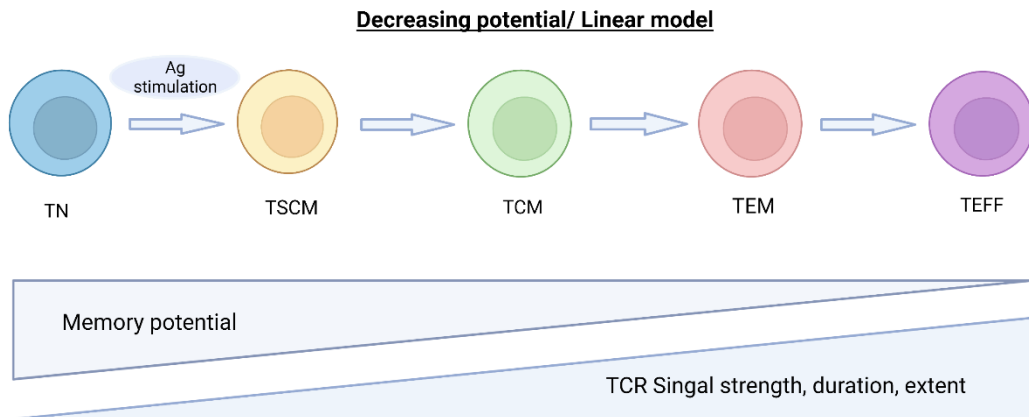 Decreasing potential/ Linear model
Ag
stimulation
TN
TSCM
TCM
TEM
TEFF
Memory potential
TCR Singal strength, duration, extent